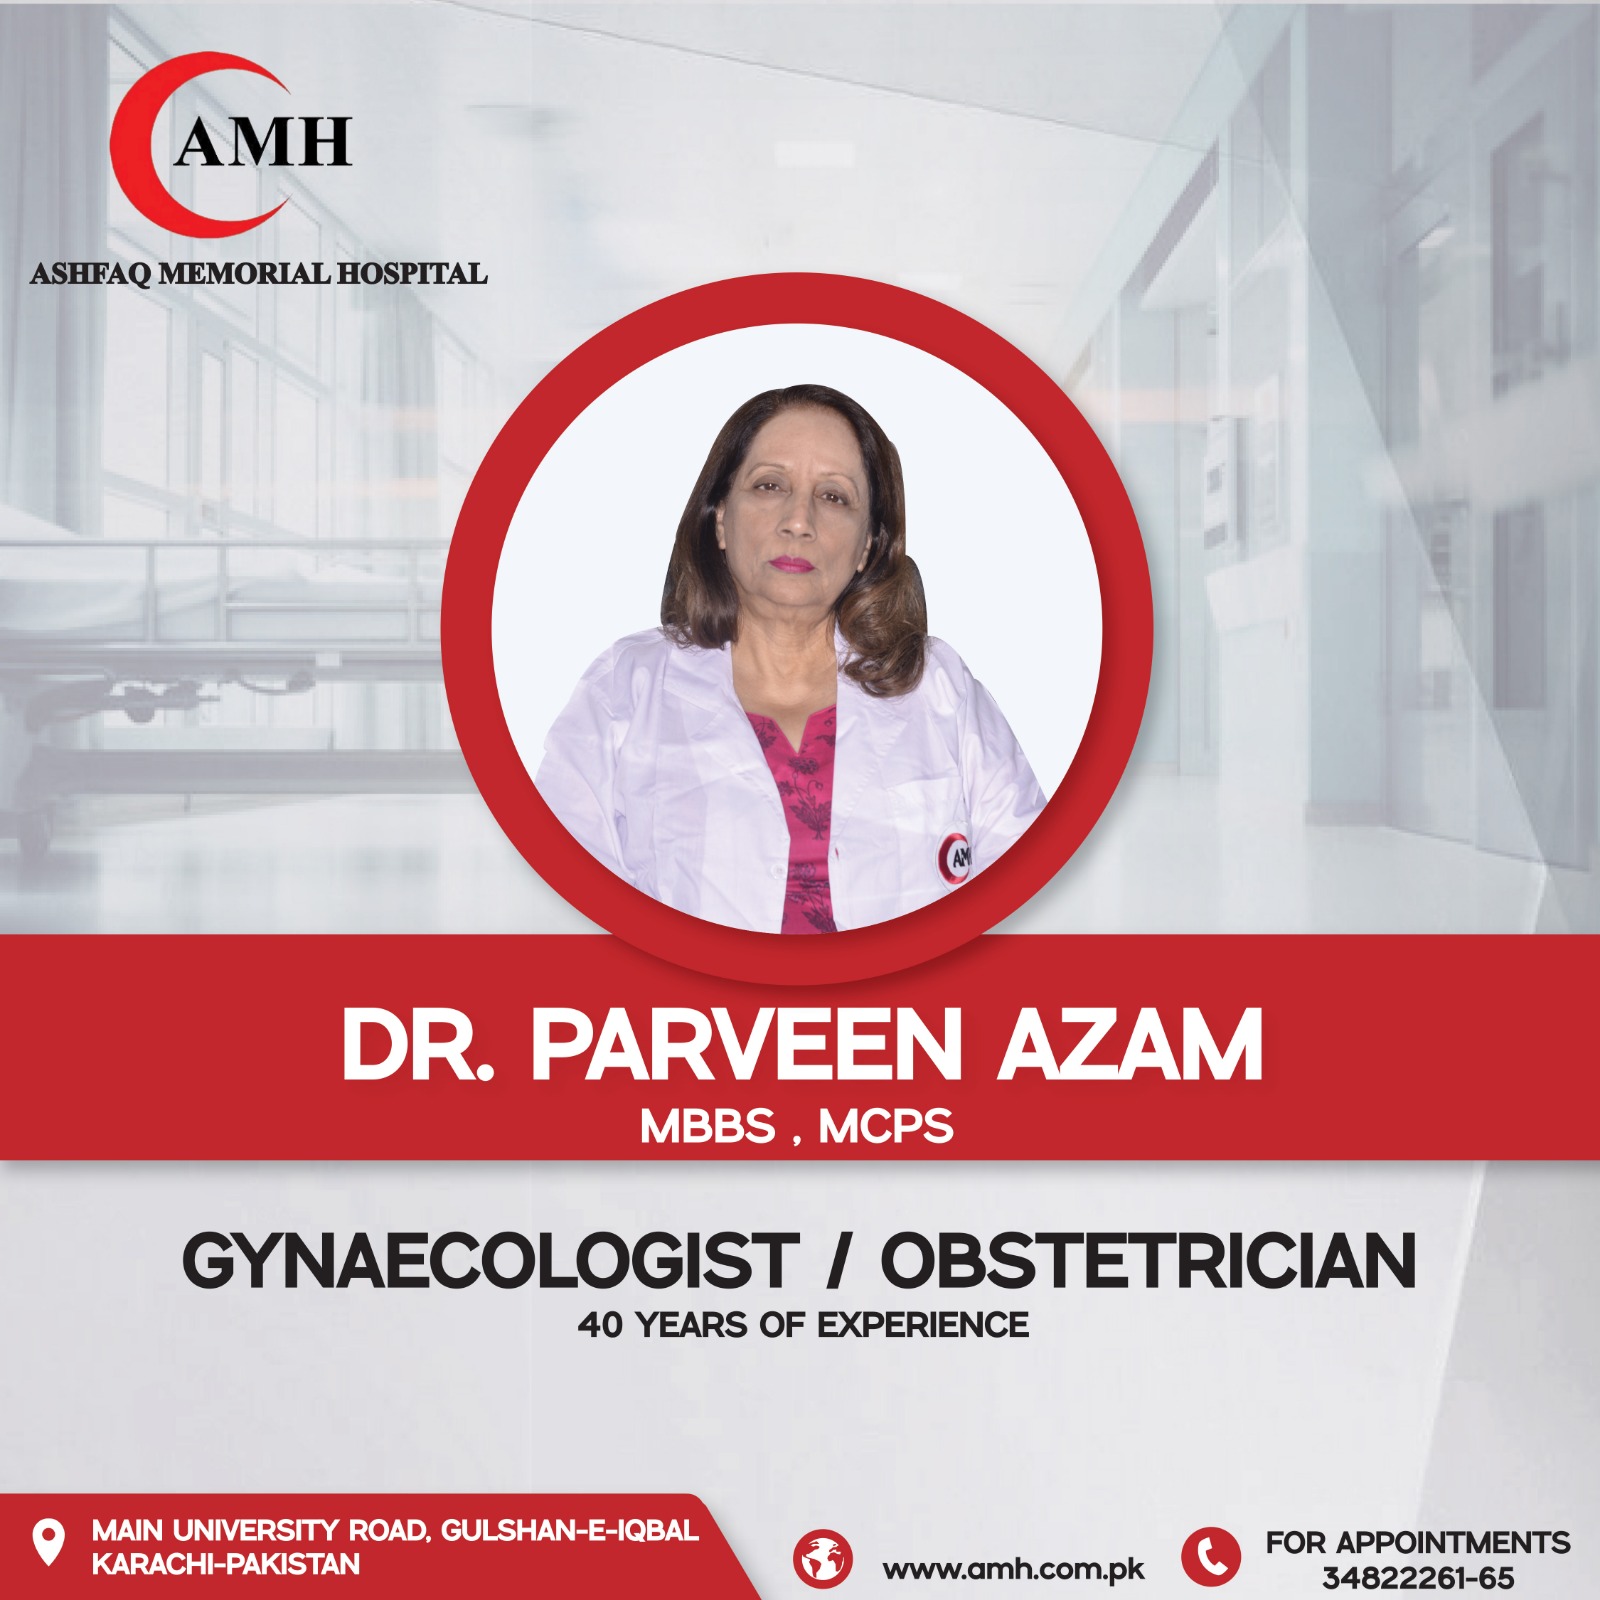 AMH
ASHFAQ MEMORIAL HOSPITAL
AM
DR. PARVEEN AZAM
MBBS , MCPS
GYNAECOLOGIST / OBSTETRICIAN
40 YEARS OF EXPERIENCE
MAIN UNIVERSITY ROAD, GULSHAN-E-IQBAL
KARACHI-PAKISTAN
www.amh.com.pk
FOR APPOINTMENTS
34822261-65